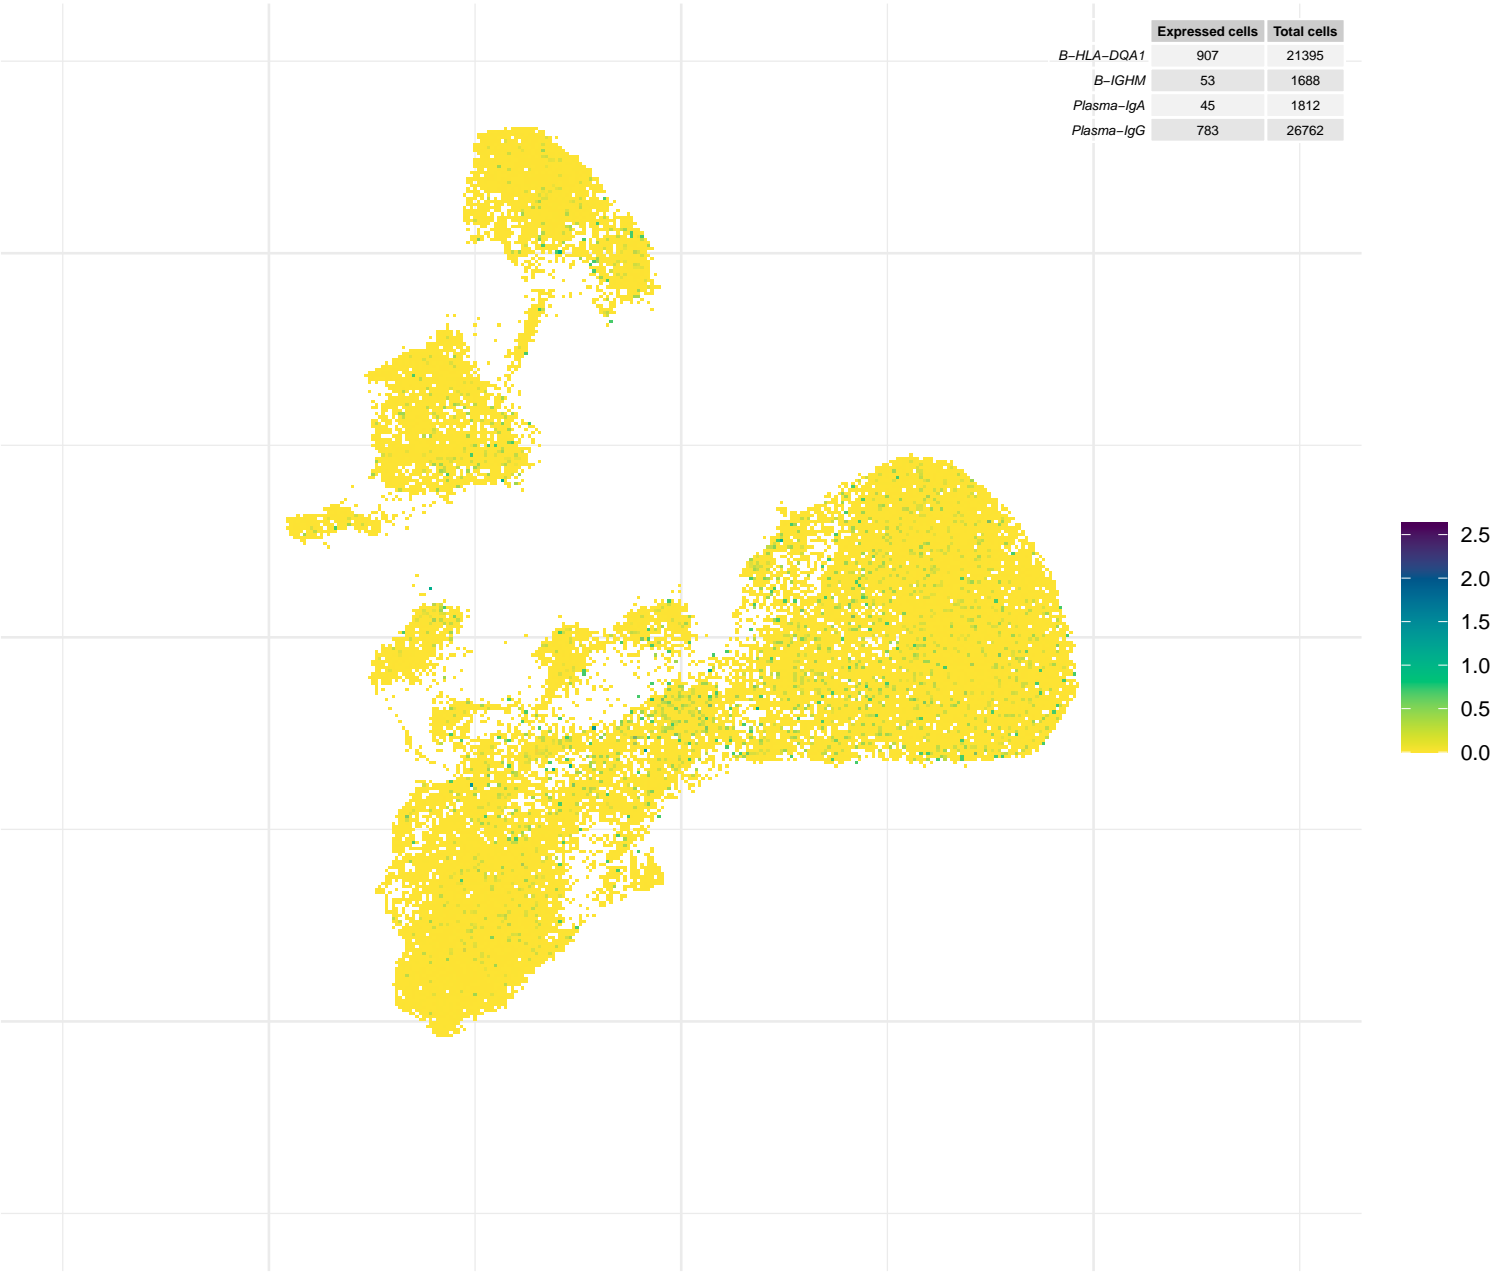 Expressed cells Total cells
B−HLA−DQA1 907 21395
B−IGHM 53 1688
Plasma−IgA 45 1812
Plasma−IgG 783 26762
2.5
2.0
1.5
1.0
0.5
0.0